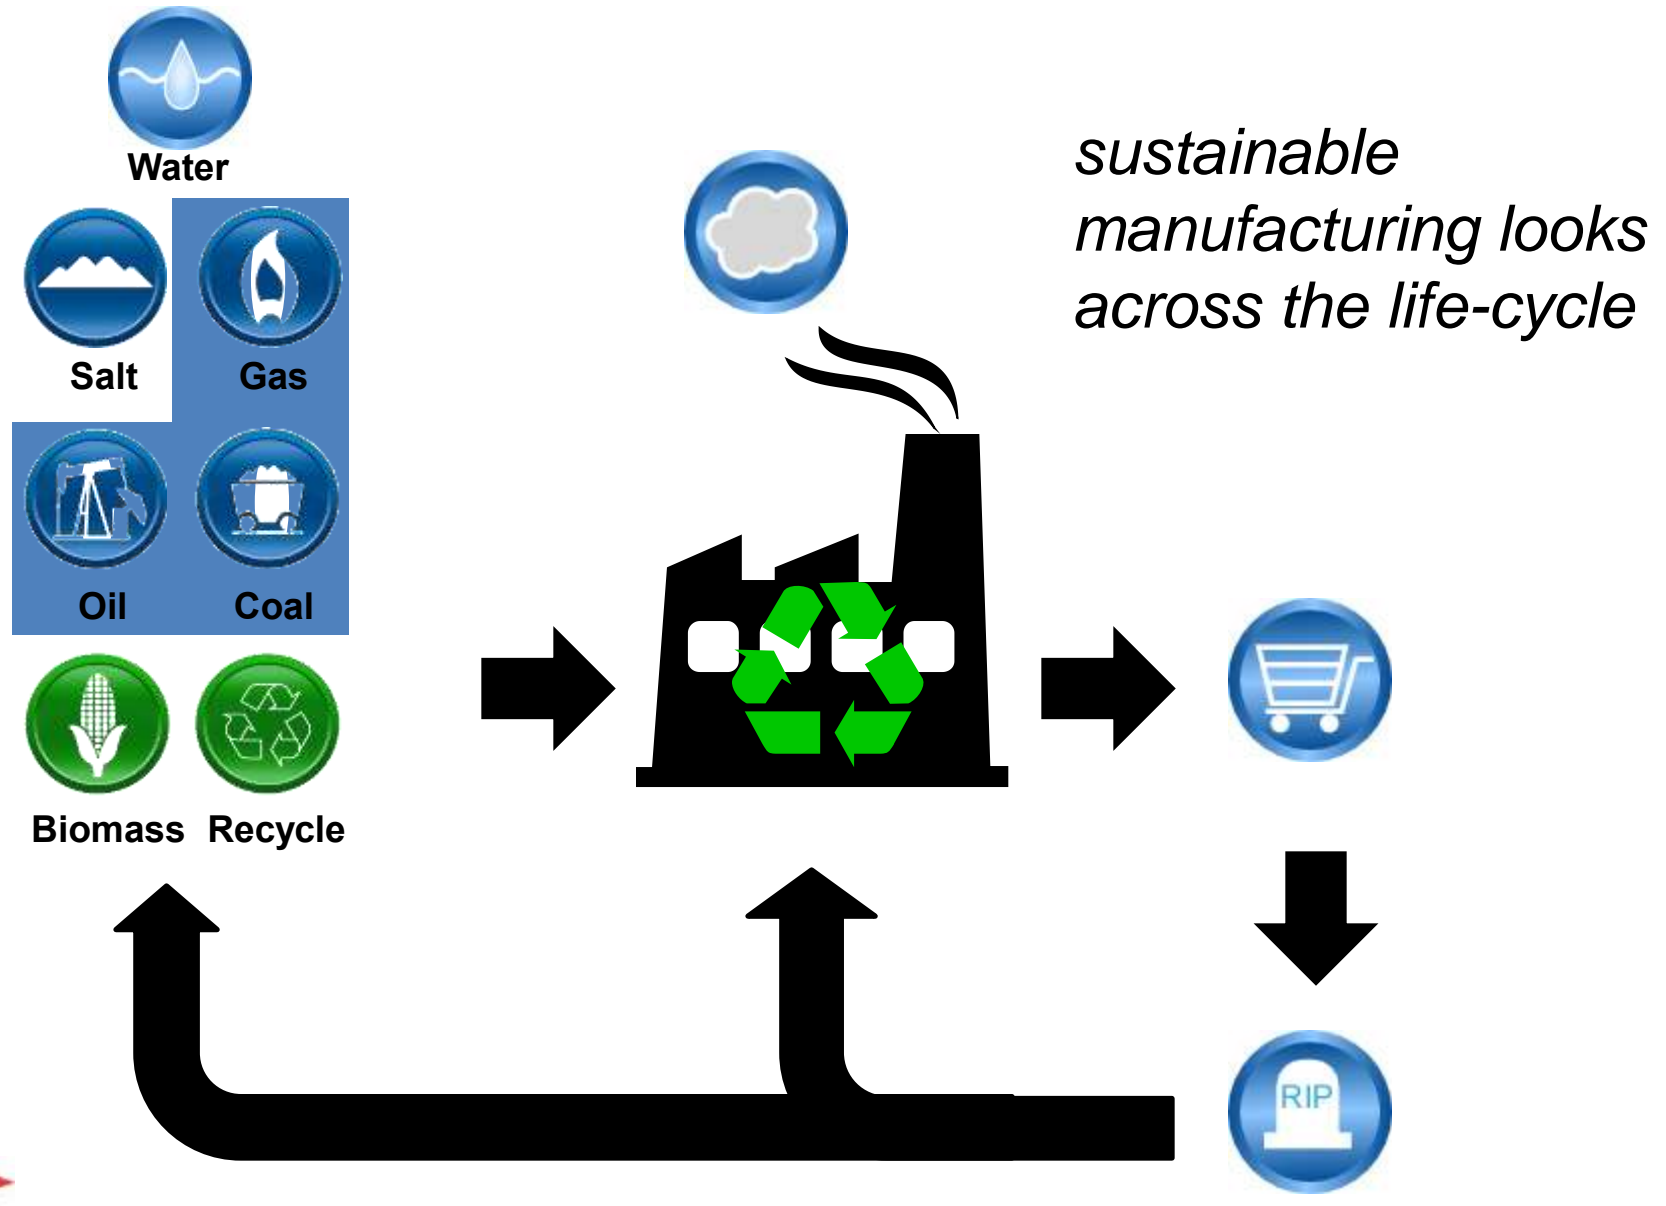 Water
sustainable
manufacturing looks
across the life-cycle
Salt
Gas
Oil
Coal
Biomass
Recycle
RIP